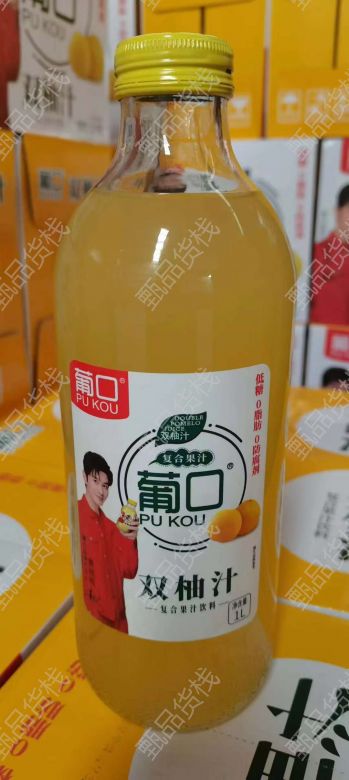 葡口®
PU KOU
DOUBLE
POMELO
JUICE
双柚汁
复合果汁
葡口®
PU KOU
低糖 0脂肪 0防腐剂
双柚汁
复合果汁饮料
净含量
1L
甄品货栈